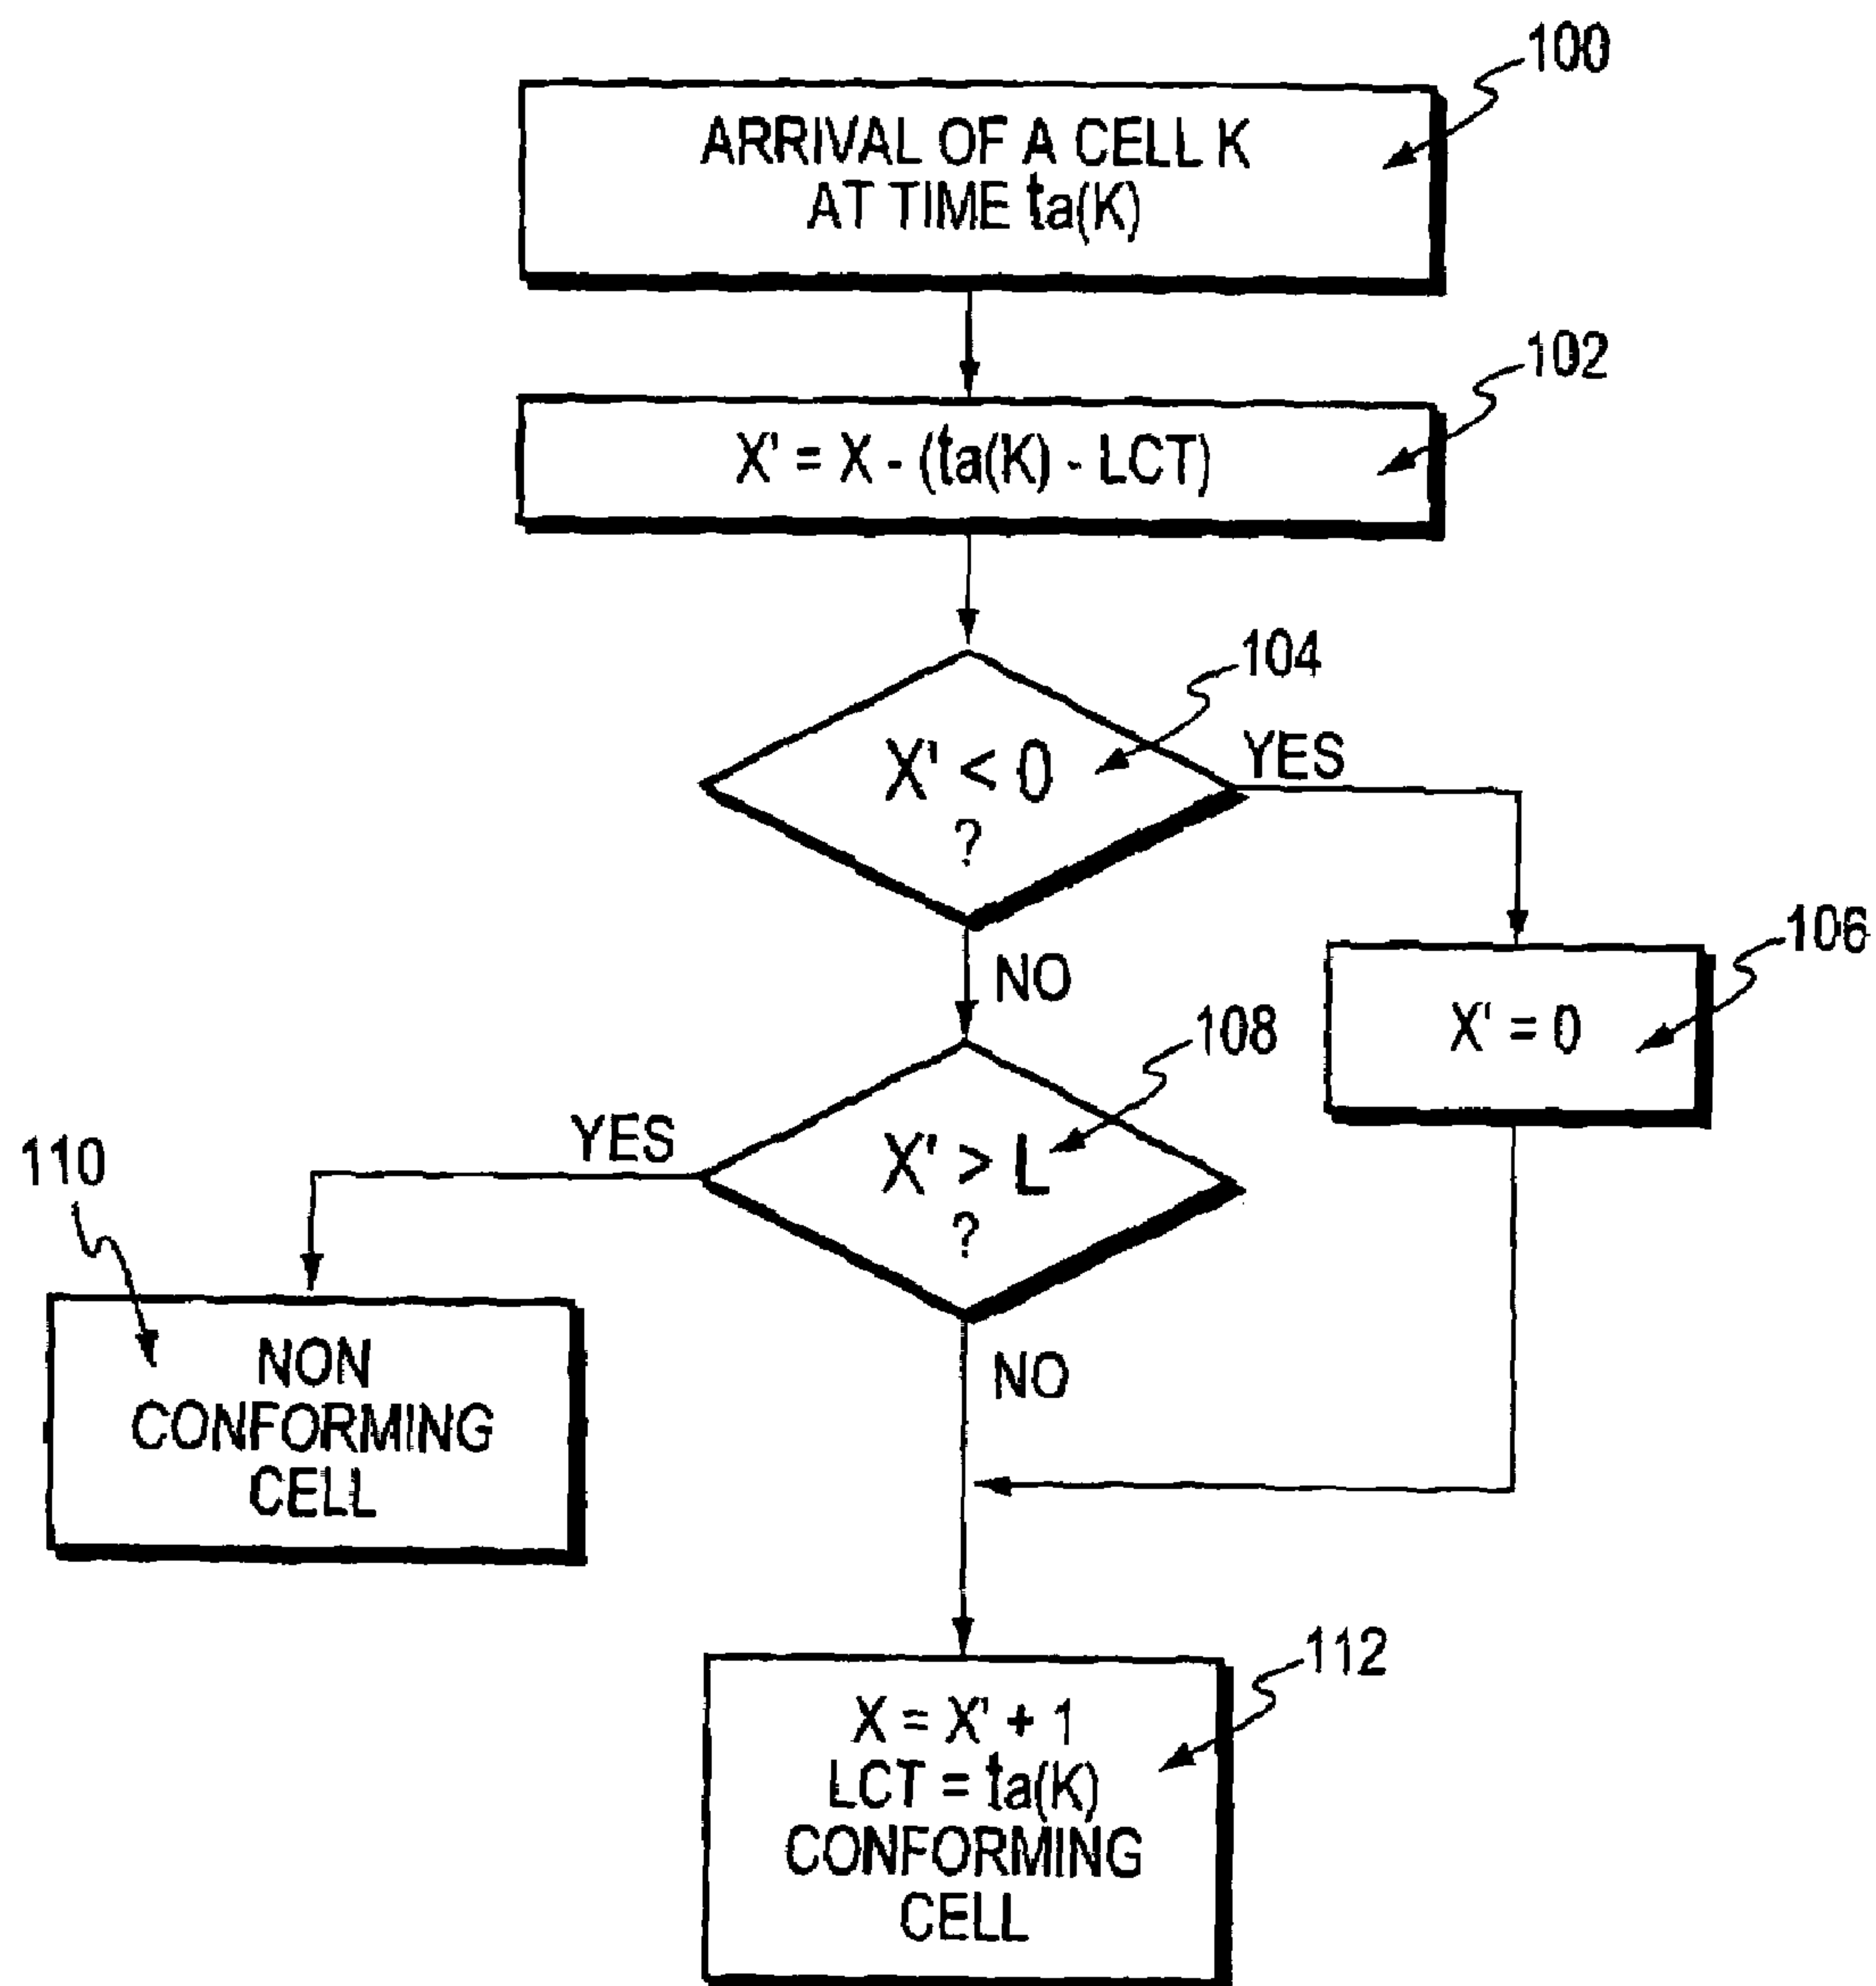 100
ARRIVAL OF A CELL K
AT TIME ta(K)
102
X' = X - (ta(K) - LCT)
104
X' < 0
?
YES
NO
106
X' = 0
108
X' > L
?
YES
NO
110
NON
CONFORMING
CELL
112
X = X' + 1
LCT = ta(K)
CONFORMING
CELL